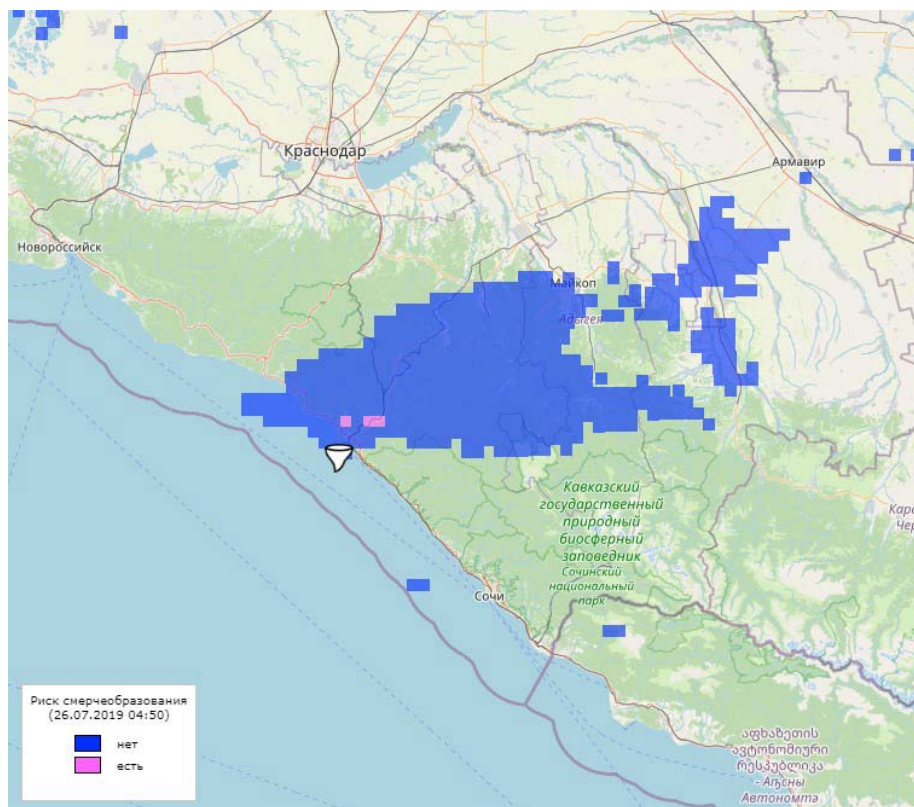 Краснодар
Армавир
Новороссийск
Майкоп
Адыгея
Кавказский
государственный
природный
биосферный
заповедник
Сочинский
национальный
парк
Сочи
Кара
Чер
Риск смерчеобразования
(26.07.2019 04:50)
нет
есть
აფხაზეთის
ავტონომიური
რესპუბლიკა
- Аҧсны
Автономтә